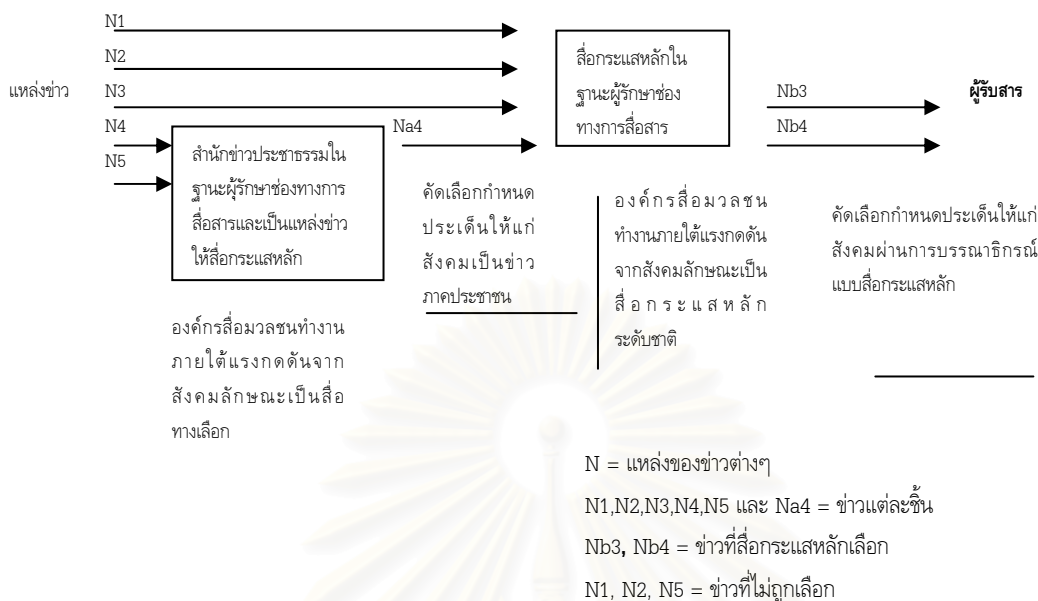 N1
N2
แหล่งข่าว
N3
N4
N5
สำนักข่าวประชาธรรมใน
ฐานะผู้รักษาช่องทางการ
สื่อสารและเป็นแหล่งข่าว
ให้สื่อกระแสหลัก
องค์กรสื่อมวลชนทำงาน
ภายใต้แรงกดดันจาก
สังคมลักษณะเป็นสื่อ
ทางเลือก
Na4
คัดเลือกกำหนด
ประเด็นให้แก่
สังคมเป็นข่าว
ภาคประชาชน
สื่อกระแสหลักใน
ฐานะผู้รักษาช่อง
ทางการสื่อสาร
องค์กรสื่อมวลชน
ทำงานภายใต้แรงกดดัน
จากสังคมลักษณะเป็น
สื่อกระแสหลัก
ระดับชาติ
Nb3
Nb4
ผู้รับสาร
คัดเลือกกำหนดประเด็นให้แก่
สังคมผ่านการบรรณาธิกรณ์
แบบสื่อกระแสหลัก
N = แหล่งของข่าวต่างๆ
N1,N2,N3,N4,N5 และ Na4 = ข่าวแต่ละชิ้น
Nb3, Nb4 = ข่าวที่สื่อกระแสหลักเลือก
N1, N2, N5 = ข่าวที่ไม่ถูกเลือก